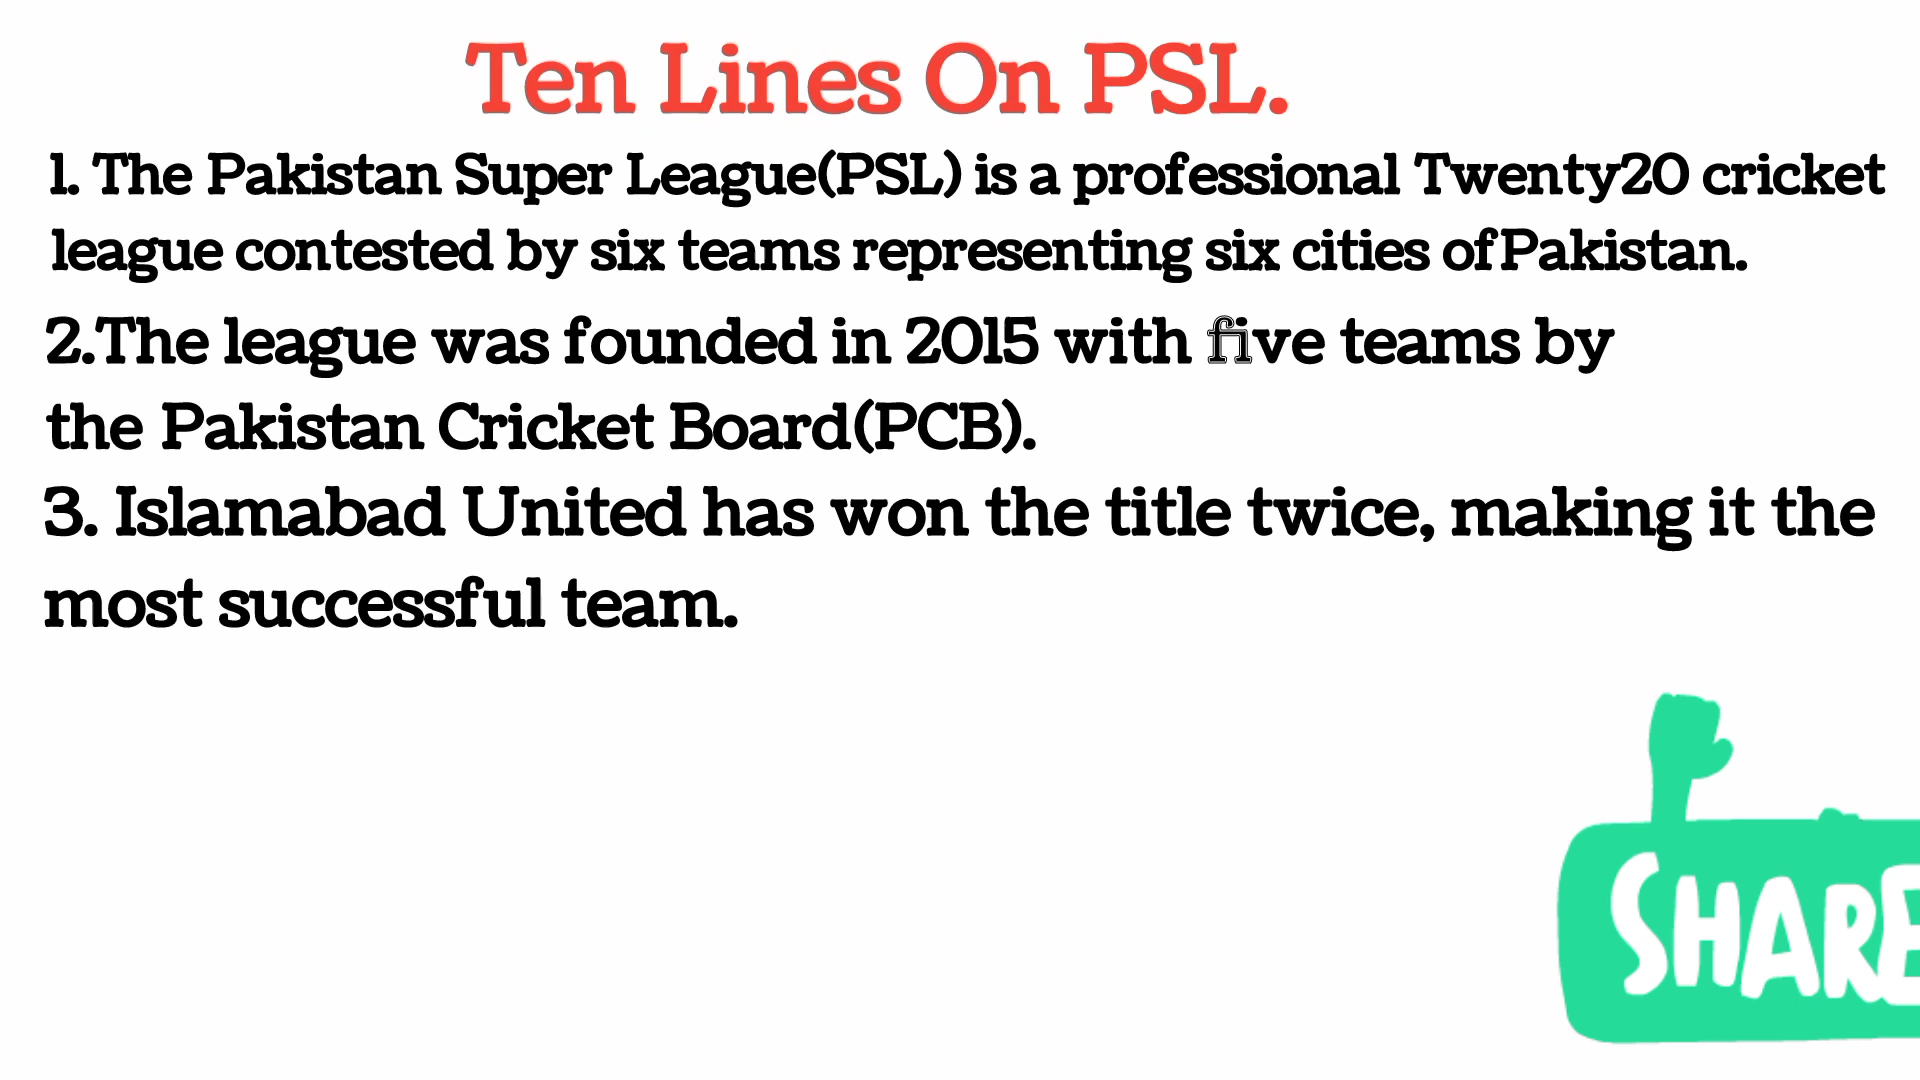 Ten Lines On PSL.
1. The Pakistan Super League(PSL) is a professional Twenty20 cricket
league contested by six teams representing six cities of Pakistan.
2.The league was founded in 2015 with five teams by
the Pakistan Cricket Board(PCB).
3. Islamabad United has won the title twice, making it the
most successful team.
SHARE